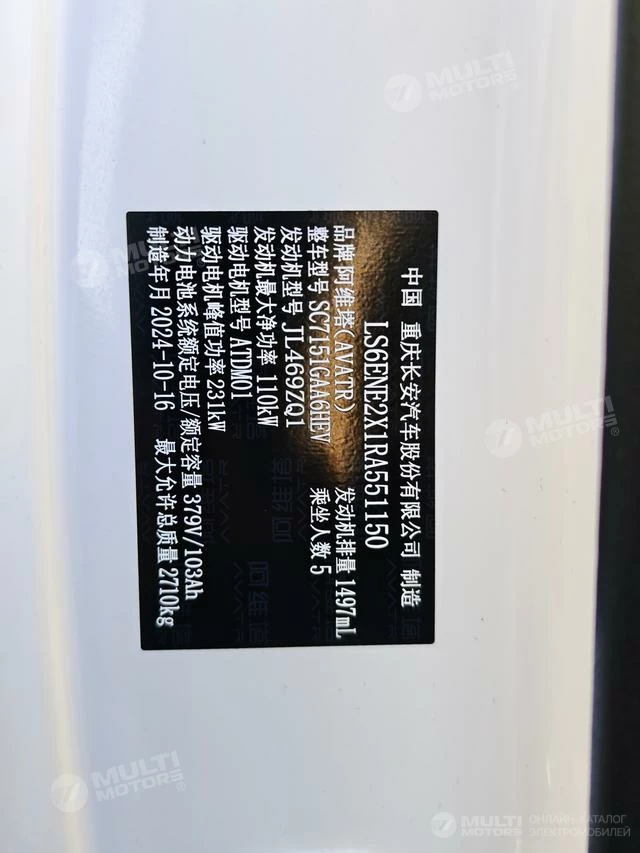 中国 重庆长安汽车股份有限公司 制造
LS6ENE2X1RA551150
品牌 阿维塔(AVATR) 发动机排量 1497mL
整车型号 SC7151GAA6HEV 乘坐人数 5
发动机型号 JL469ZQ1
发动机最大净功率 110kW
驱动电机型号 ATDM01
驱动电机峰值功率 231kW
动力电池系统额定电压/额定容量 379V/103Ah
制造年月 2024-10-16 最大允许总质量 2710kg
MULTI MOTORS®
MULTI MOTORS
MULTI MOTORS
MULTI MOTORS®
MULTI MOTORS
ОНЛАЙН-КАТАЛОГ
ЭЛЕКТРОМОБИЛЕЙ